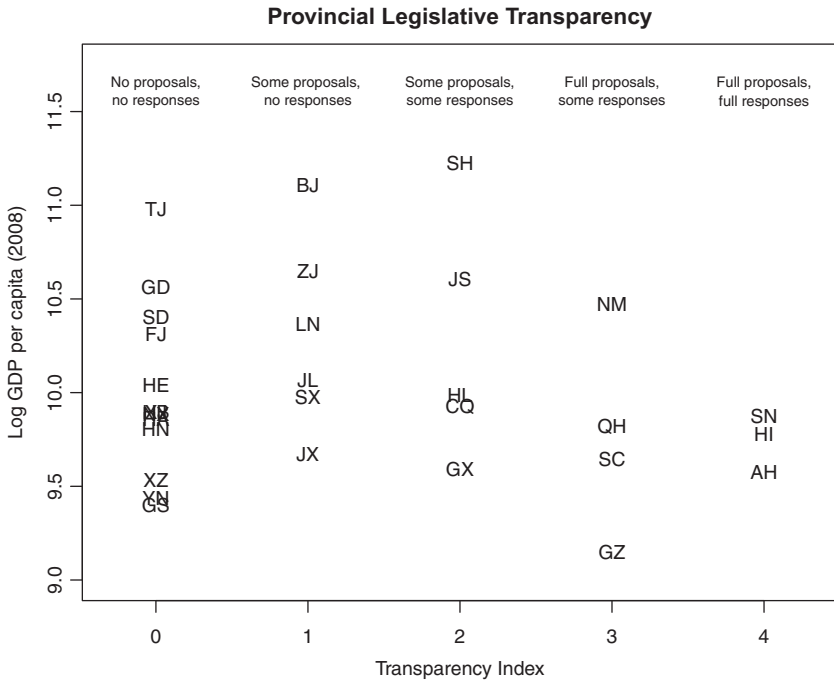 Provincial Legislative Transparency
No proposals, Some proposals, Some proposals, Full proposals, Full proposals,
no responses no responses some responses some responses full responses
11.5
SH
BJ
11.0
TJ
ZJ
JS
GD
10.5
NM
SD
LN
FJ
JL
HE
10.0
HL
SX
CQ
SN
QH
HN
HI
JX
SC
GX
AH
XZ
9.5
YN
GS
GZ
9.0
Log GDP per capita (2008)
0 1 2 3 4
Transparency Index